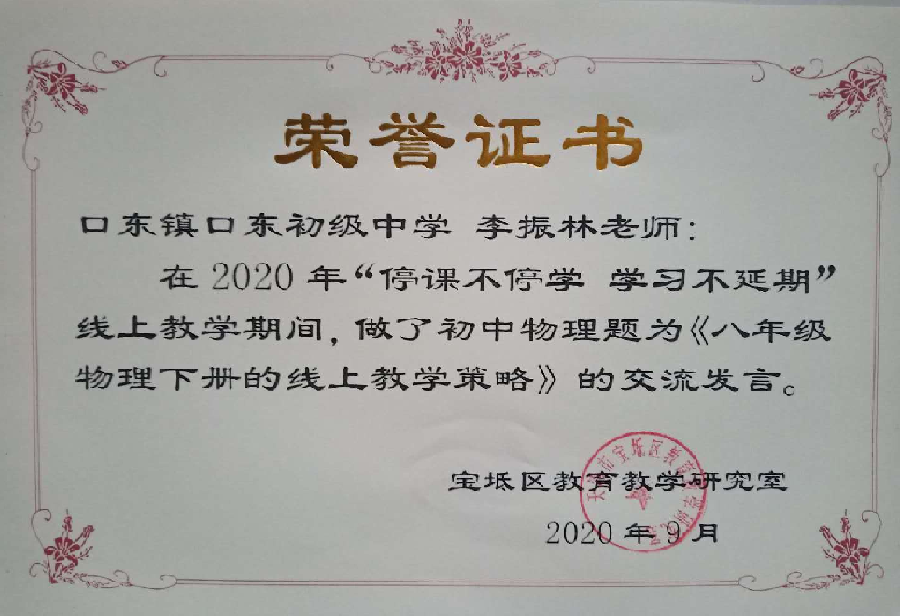 荣誉证书
口东镇口东初级中学 李振林老师:
在2020年“停课不停学 学习不延期”
线上教学期间,做了初中物理题为《八年级
物理下册的线上教学策略》的交流发言。
宝坻区教育教学研究室
2020年9月